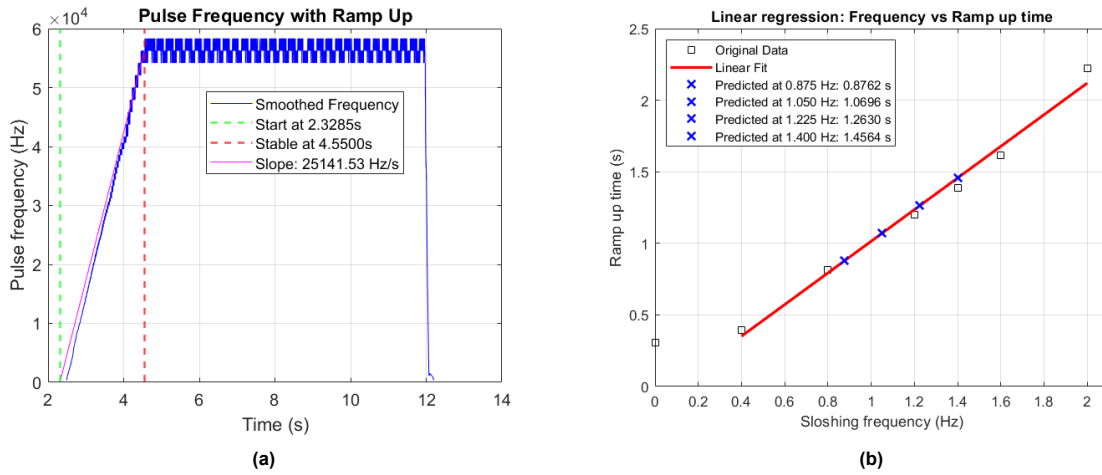 Pulse Frequency with Ramp Up
×10⁴
6
5
4
3
2
1
0
Pulse frequency (Hz)
Smoothed Frequency
Start at 2.3285s
Stable at 4.5500s
Slope: 25141.53 Hz/s
2 4 6 8 10 12 14
Time (s)
(a)
Linear regression: Frequency vs Ramp up time
2.5
2
1.5
1
0.5
0
Ramp up time (s)
Original Data
Linear Fit
Predicted at 0.875 Hz: 0.8762 s
Predicted at 1.050 Hz: 1.0696 s
Predicted at 1.225 Hz: 1.2630 s
Predicted at 1.400 Hz: 1.4564 s
0 0.2 0.4 0.6 0.8 1 1.2 1.4 1.6 1.8 2
Sloshing frequency (Hz)
(b)